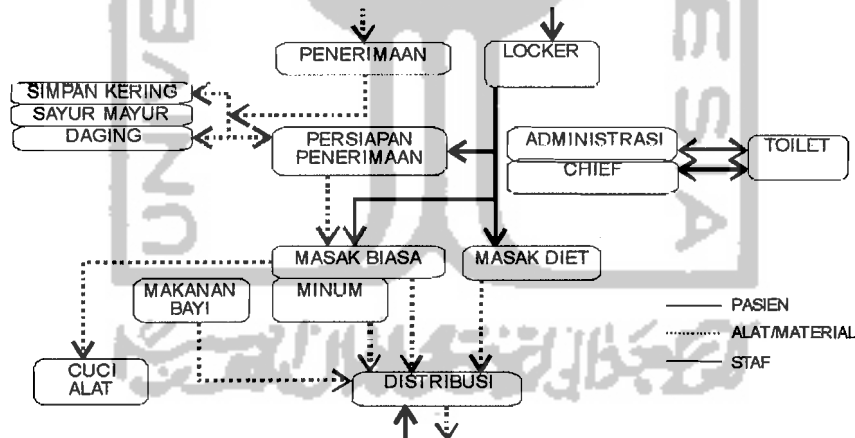 PENERIMAAN
LOCKER
SIMPAN KERING
SAYUR MAYUR
DAGING
PERSIAPAN
PENERIMAAN
ADMINISTRASI
CHIEF
TOILET
MASAK BIASA
MASAK DIET
MAKANAN
BAYI
MINUM
PASIEN
ALAT/MATERIAL
STAF
CUCI
ALAT
DISTRIBUSI